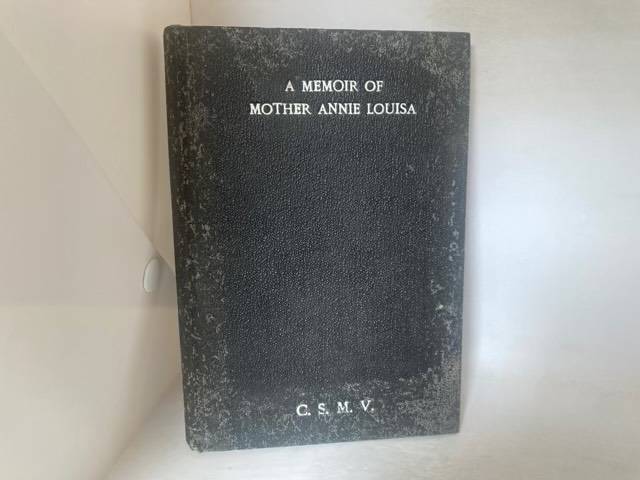 A MEMOIR OF
MOTHER ANNIE LOUISA
C. S. M. V.